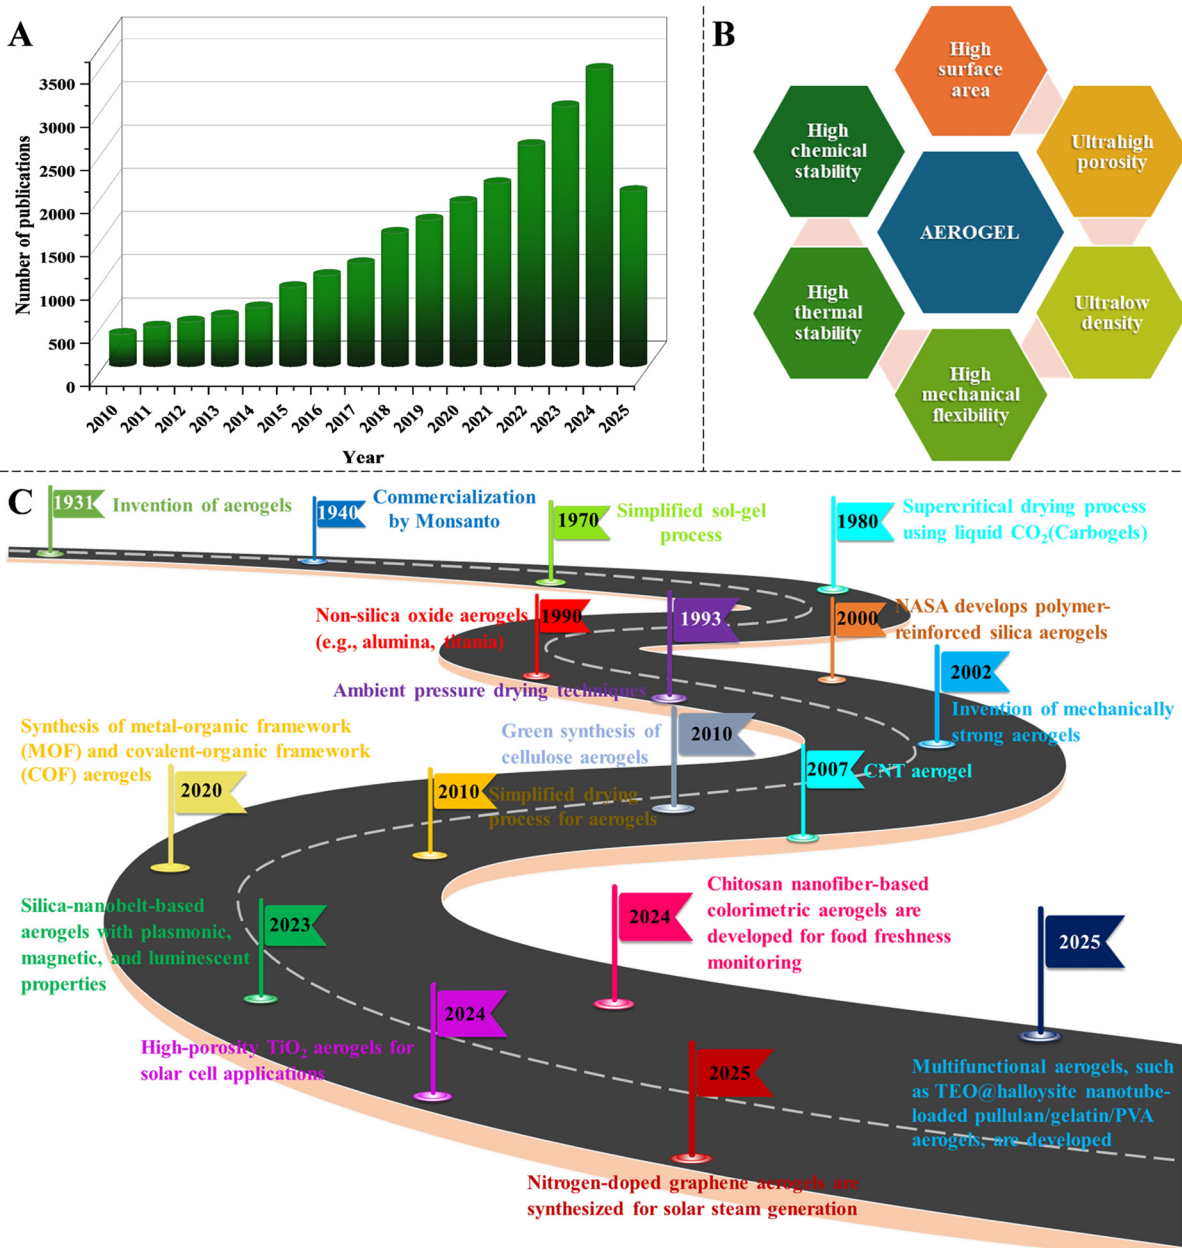 A
Number of publications
3500
3000
2500
2000
1500
1000
500
0
2010
2011
2012
2013
2014
2015
2016
2017
2018
2019
2020
2021
2022
2023
2024
2025
Year
B
High
surface
area
High
chemical
stability
Ultrahigh
porosity
AEROGEL
High
thermal
stability
Ultralow
density
High
mechanical
flexibility
C
1931
Invention of aerogels
1940
Commercialization
by Monsanto
1970
Simplified sol-gel
process
1980
Supercritical drying process
using liquid CO₂(Carbogels)
Non-silica oxide aerogels
(e.g., alumina, titania)
1990
1993
Ambient pressure drying techniques
2000
NASA develops polymer-
reinforced silica aerogels
2002
Invention of mechanically
strong aerogels
Green synthesis of
cellulose aerogels
2010
2007
CNT aerogel
Synthesis of metal-organic framework
(MOF) and covalent-organic framework
(COF) aerogels
2020
2010
Simplified drying
process for aerogels
Silica-nanobelt-based
aerogels with plasmonic,
magnetic, and luminescent
properties
2023
2024
Chitosan nanofiber-based
colorimetric aerogels are
developed for food freshness
monitoring
2025
2024
High-porosity TiO₂ aerogels for
solar cell applications
2025
Multifunctional aerogels, such
as TEO@halloysite nanotube-
loaded pullulan/gelatin/PVA
aerogels, are developed
Nitrogen-doped graphene aerogels are
synthesized for solar steam generation